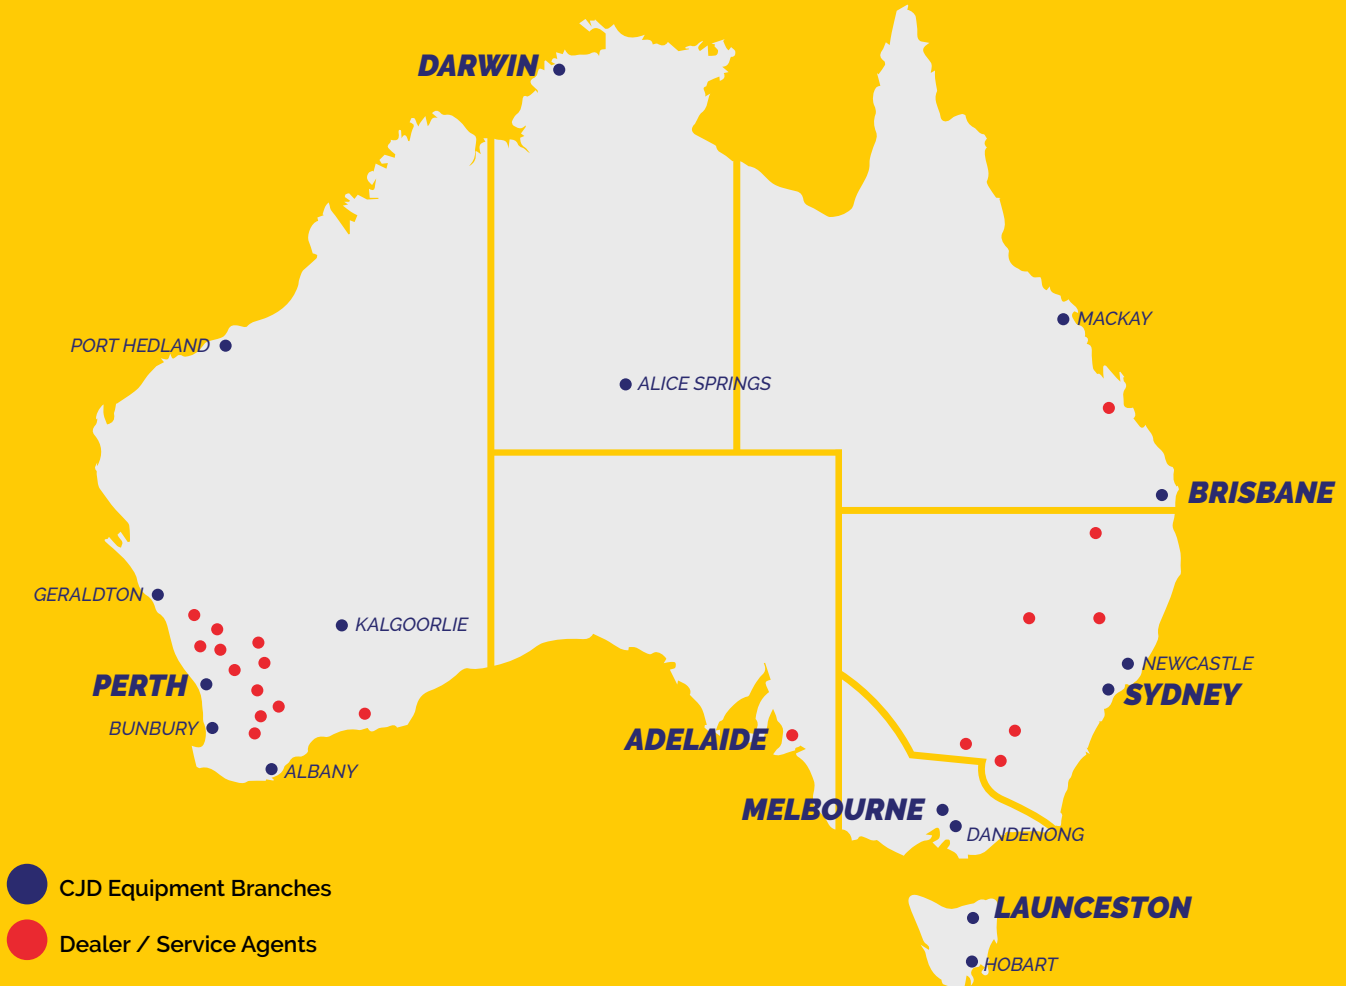 DARWIN
MACKAY
PORT HEDLAND
ALICE SPRINGS
BRISBANE
GERALDTON
KALGOORLIE
NEWCASTLE
PERTH
SYDNEY
BUNBURY
ADELAIDE
ALBANY
MELBOURNE
DANDENONG
CJD Equipment Branches
LAUNCESTON
Dealer / Service Agents
HOBART